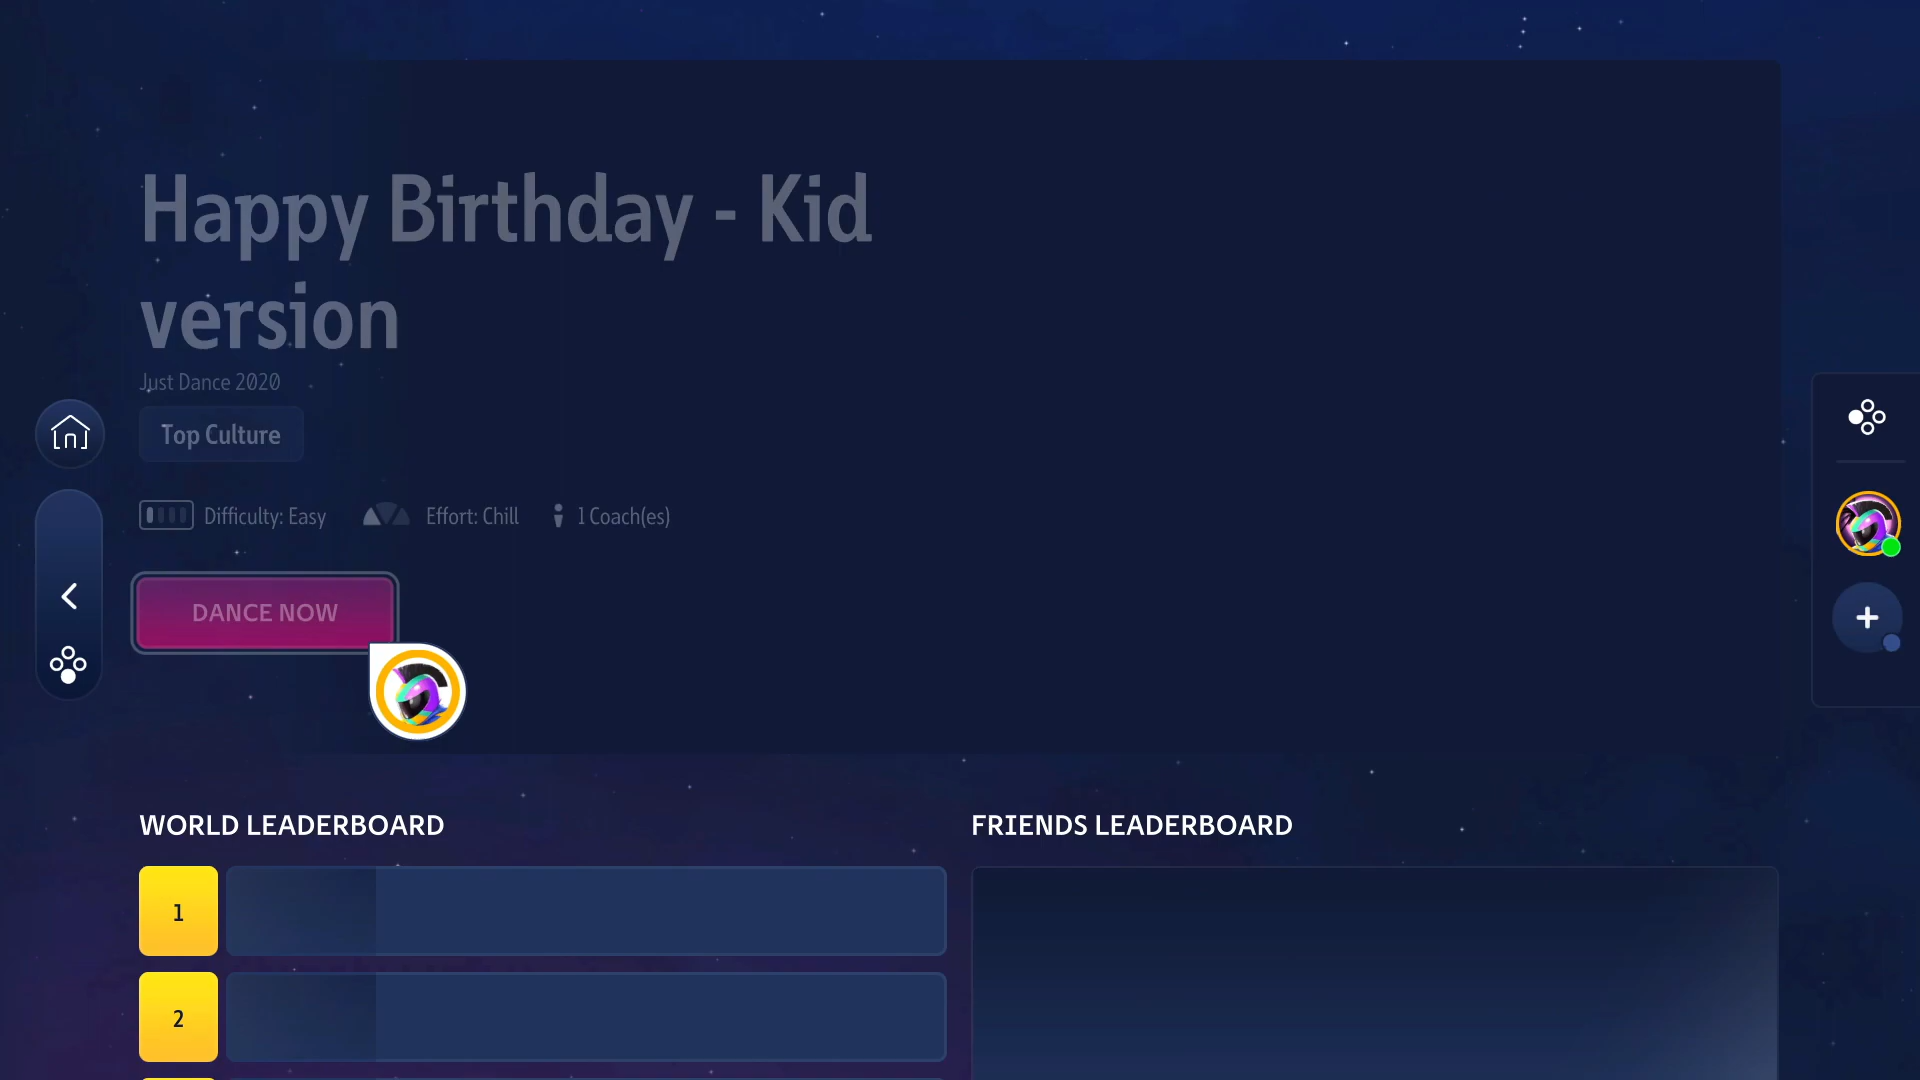 Happy Birthday - Kid
version
Just Dance 2020
Top Culture
Difficulty: Easy
Effort: Chill
1 Coach(es)
DANCE NOW
WORLD LEADERBOARD
FRIENDS LEADERBOARD
1
2